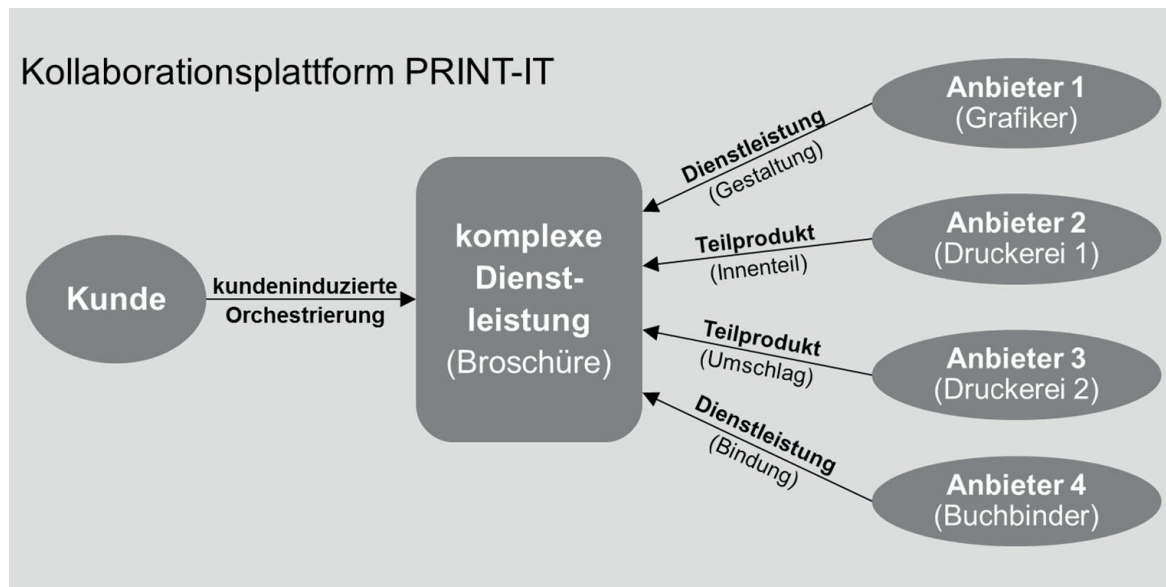 Kollaborationsplattform PRINT-IT
Kunde
kundeninduzierte
Orchestrierung
komplexe
Dienst-
leistung
(Broschüre)
Dienstleistung
(Gestaltung)
Teilprodukt
(Innenteil)
Teilprodukt
(Umschlag)
Dienstleistung
(Bindung)
Anbieter 1
(Grafiker)
Anbieter 2
(Druckerei 1)
Anbieter 3
(Druckerei 2)
Anbieter 4
(Buchbinder)